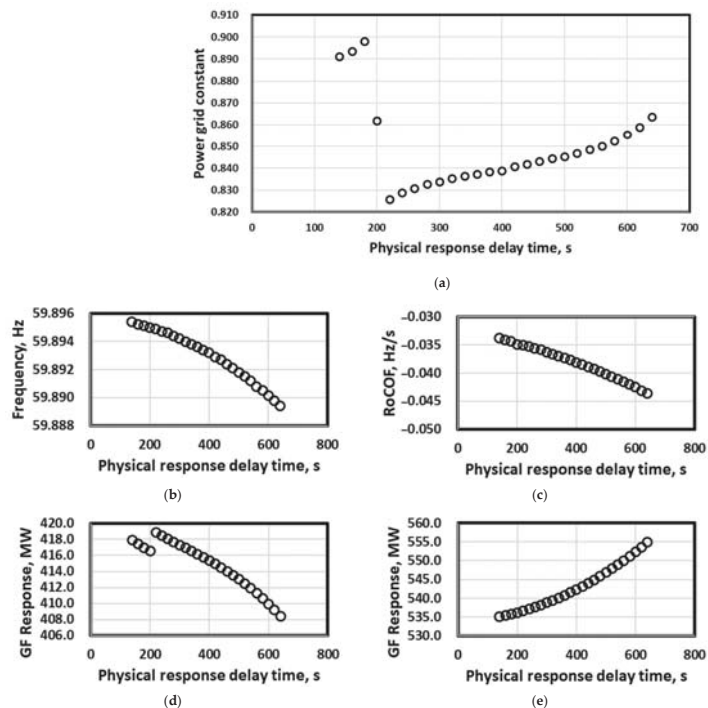 0.910
0.900
0.890
0.880
0.870
0.860
0.850
0.840
0.830
0.820
Power grid constant
0 100 200 300 400 500 600 700
Physical response delay time, s
(a)
59.896
59.894
59.892
59.890
59.888
Frequency, Hz
0 200 400 600 800
Physical response delay time, s
(b)
−0.030
−0.035
−0.040
−0.045
−0.050
RoCOF, Hz/s
0 200 400 600 800
Physical response delay time, s
(c)
420.0
418.0
416.0
414.0
412.0
410.0
408.0
406.0
GF Response, MW
0 200 400 600 800
Physical response delay time, s
(d)
560.0
555.0
550.0
545.0
540.0
535.0
530.0
GF Response, MW
0 200 400 600 800
Physical response delay time, s
(e)